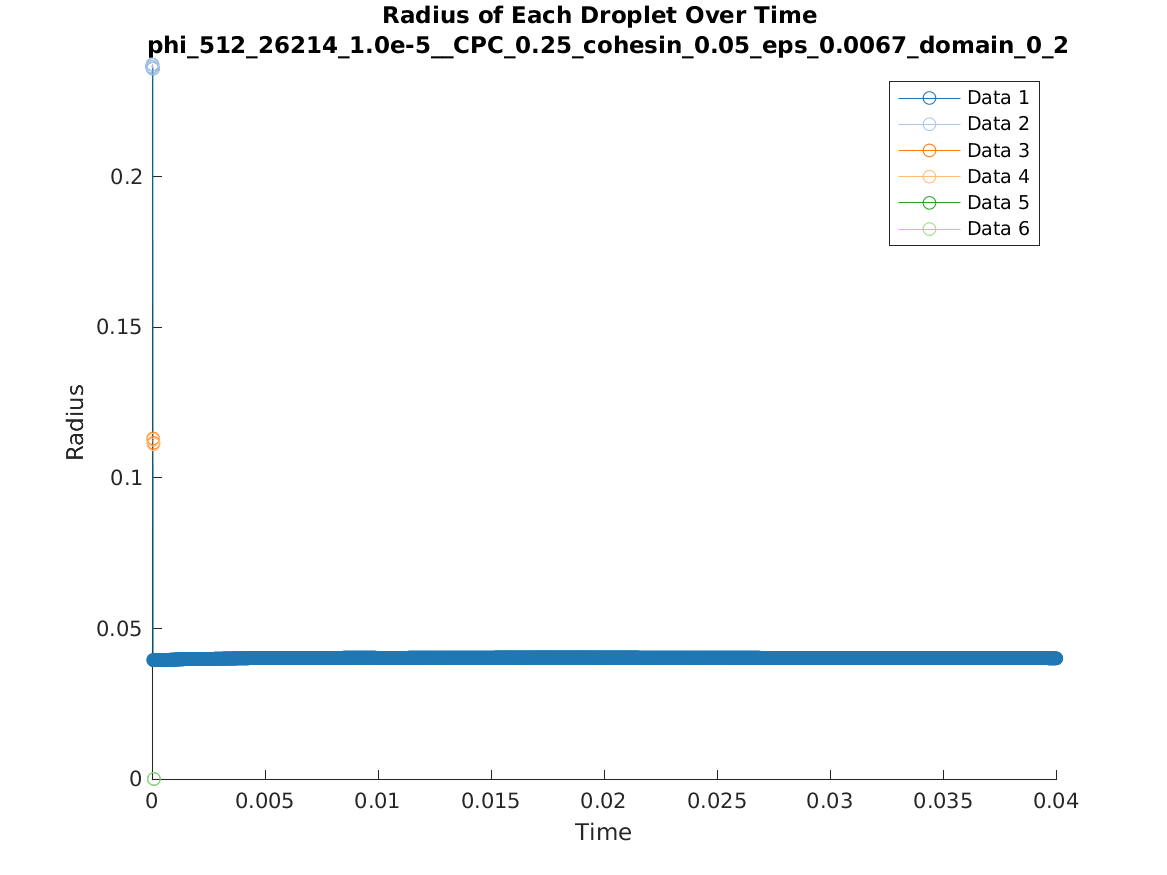 Radius of Each Droplet Over Time
phi_512_26214_1.0e-5__CPC_0.25_cohesin_0.05_eps_0.0067_domain_0_2
Data 1
Data 2
Data 3
Data 4
Data 5
Data 6
0.2
0.15
0.1
0.05
0
Radius
0 0.005 0.01 0.015 0.02 0.025 0.03 0.035 0.04
Time